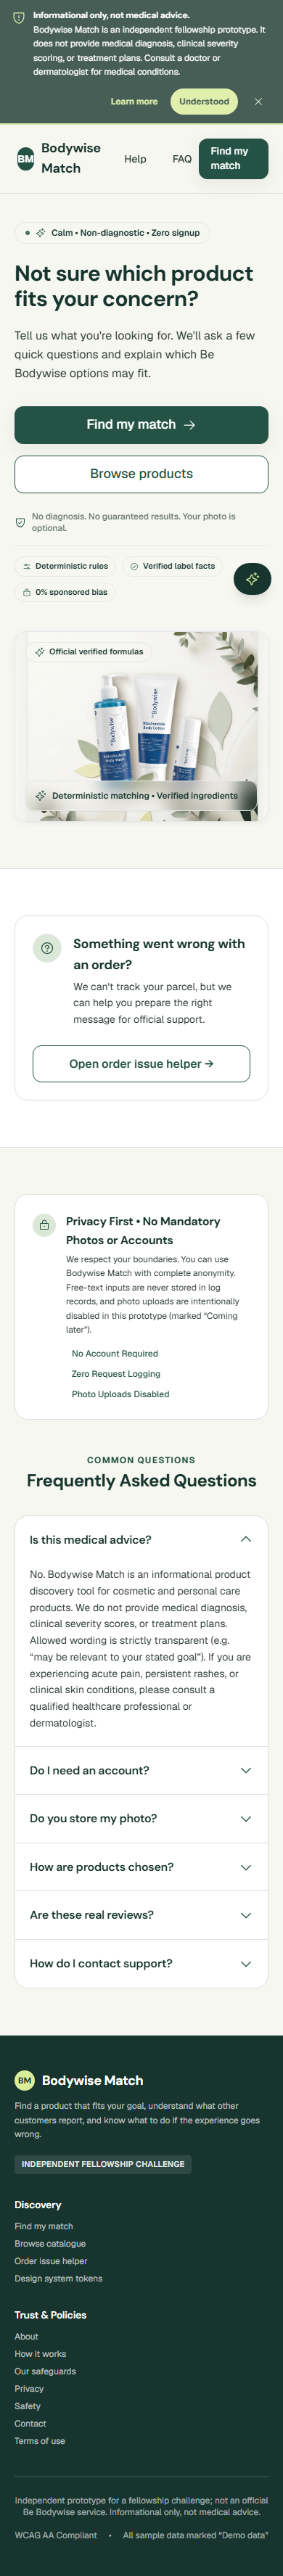 Informational only, not medical advice.
Bodywise Match is an independent fellowship prototype. It
does not provide medical diagnosis, clinical severity
scoring, or treatment plans. Consult a doctor or
dermatologist for medical conditions.
Learn more
Understood
BM
Bodywise
Match
Help
FAQ
Find my
match
Calm • Non-diagnostic • Zero signup
Not sure which product
fits your concern?
Tell us what you're looking for. We'll ask a few
quick questions and explain which Be
Bodywise options may fit.
Find my match →
Browse products
No diagnosis. No guaranteed results. Your photo is
optional.
Deterministic rules
Verified label facts
0% sponsored bias
Official verified formulas
Bodywise
Bodywise
Deterministic matching • Verified ingredients
Something went wrong with
an order?
We can't track your parcel, but we
can help you prepare the right
message for official support.
Open order issue helper →
Privacy First • No Mandatory
Photos or Accounts
We respect your boundaries. You can use
Bodywise Match with complete anonymity.
Free-text inputs are never stored in log
records, and photo uploads are intentionally
disabled in this prototype (marked “Coming
later”).
No Account Required
Zero Request Logging
Photo Uploads Disabled
COMMON QUESTIONS
Frequently Asked Questions
Is this medical advice?
No. Bodywise Match is an informational product
discovery tool for cosmetic and personal care
products. We do not provide medical diagnosis,
clinical severity scores, or treatment plans.
Allowed wording is strictly transparent (e.g.
“may be relevant to your stated goal”). If you are
experiencing acute pain, persistent rashes, or
clinical skin conditions, please consult a
qualified healthcare professional or
dermatologist.
Do I need an account?
Do you store my photo?
How are products chosen?
Are these real reviews?
How do I contact support?
BM
Bodywise Match
Find a product that fits your goal, understand what other
customers report, and know what to do if the experience goes
wrong.
INDEPENDENT FELLOWSHIP CHALLENGE
Discovery
Find my match
Browse catalogue
Order issue helper
Design system tokens
Trust & Policies
About
How it works
Our safeguards
Privacy
Safety
Contact
Terms of use
Independent prototype for a fellowship challenge; not an official
Be Bodywise service. Informational only, not medical advice.
WCAG AA Compliant • All sample data marked “Demo data”